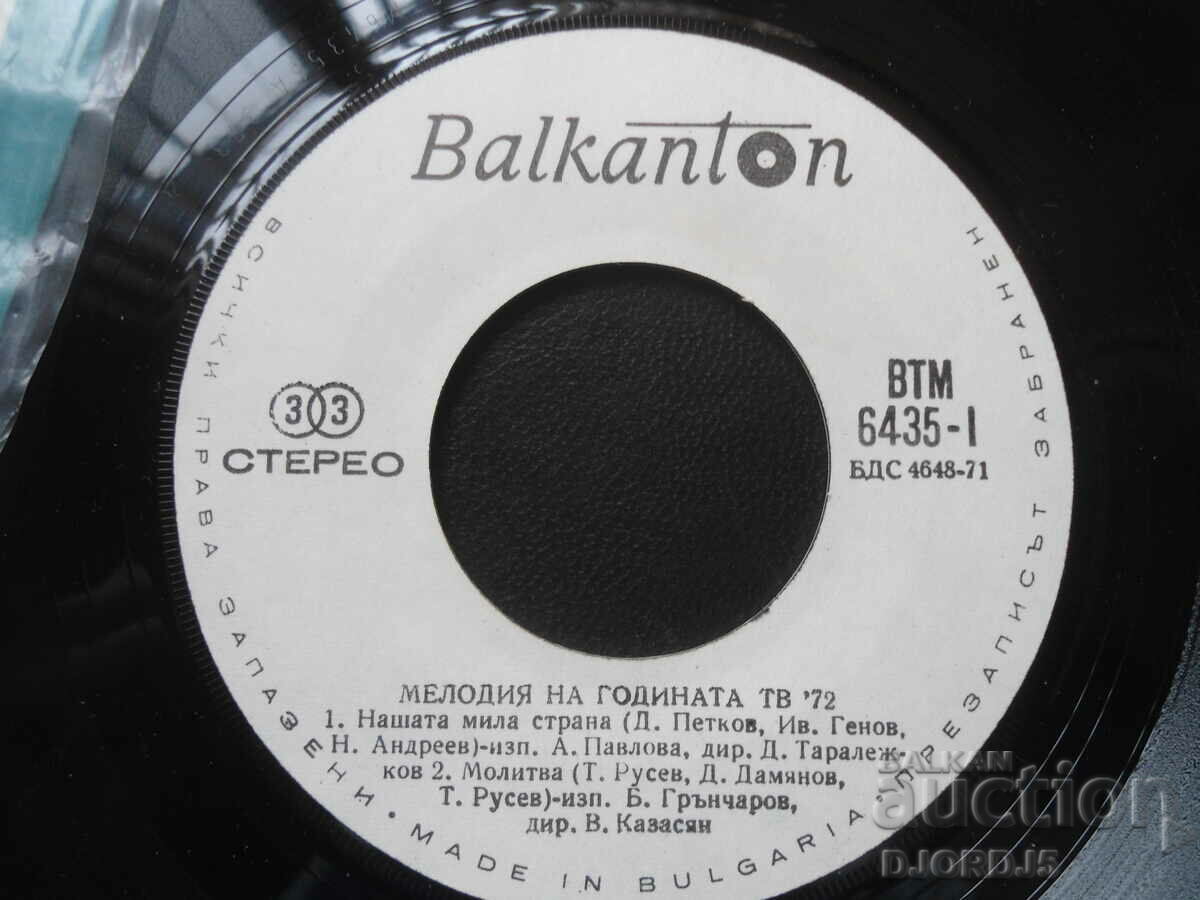 Balkanton
ВСИЧКИ ПРАВА ЗАПАЗЕНИ • MADE IN BULGARIA • ПРЕЗАПИСЪТ ЗАБРАНЕН
33
СТЕРЕО
ВТМ
6435-I
БДС 4648-71
МЕЛОДИЯ НА ГОДИНАТА ТВ '72
1. Нашата мила страна (Д. Петков, Ив. Генов,
Н. Андреев)-изп. А. Павлова, дир. Д. Таралеж-
ков 2. Молитва (Т. Русев, Д. Дамянов,
Т. Русев)-изп. Б. Грънчаров,
дир. В. Казасян
BALKAN
auction
DJORDJ5